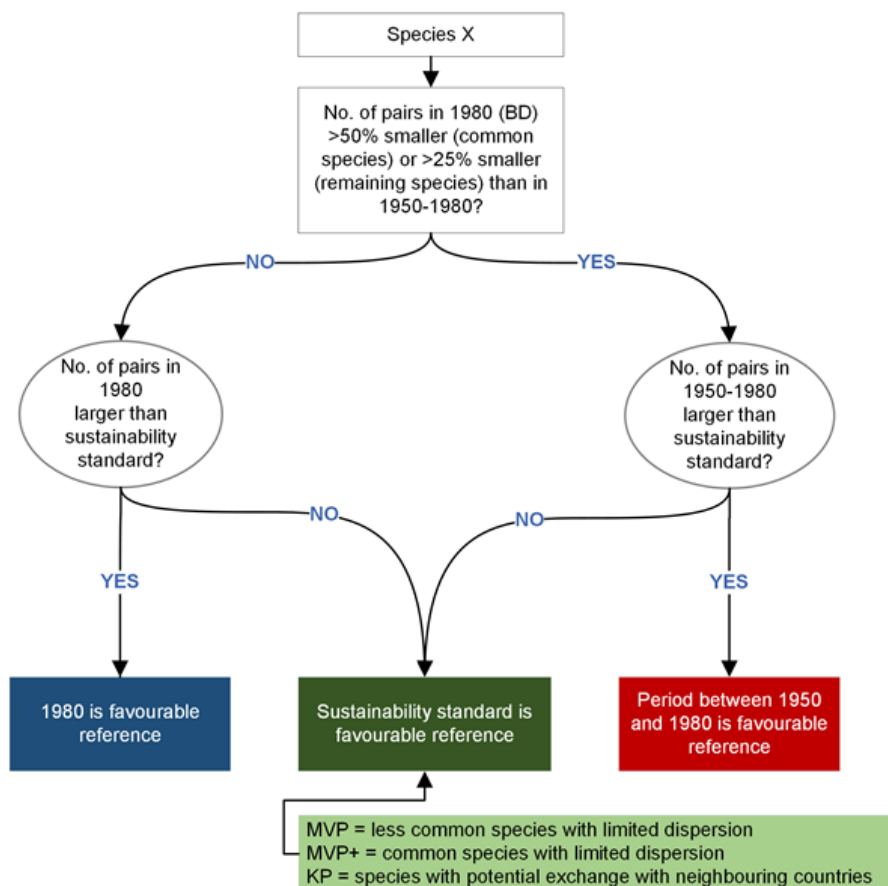 Species X
No. of pairs in 1980 (BD)
>50% smaller (common
species) or >25% smaller
(remaining species) than in
1950-1980?
NO
YES
No. of pairs in
1980
larger than
sustainability
standard?
No. of pairs in
1950-1980
larger than
sustainability
standard?
NO
NO
YES
YES
1980 is favourable
reference
Sustainability standard is
favourable reference
Period between 1950
and 1980 is favourable
reference
MVP = less common species with limited dispersion
MVP+ = common species with limited dispersion
KP = species with potential exchange with neighbouring countries